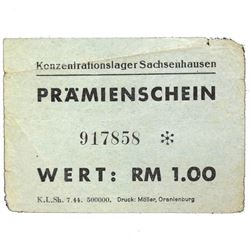 Konzentrationslager Sachsenhausen
PRÄMIENSCHEIN
917858 *
WERT: RM 1.00
K.L.Sh. 7.44. 500000. Druck: Möller, Oranienburg